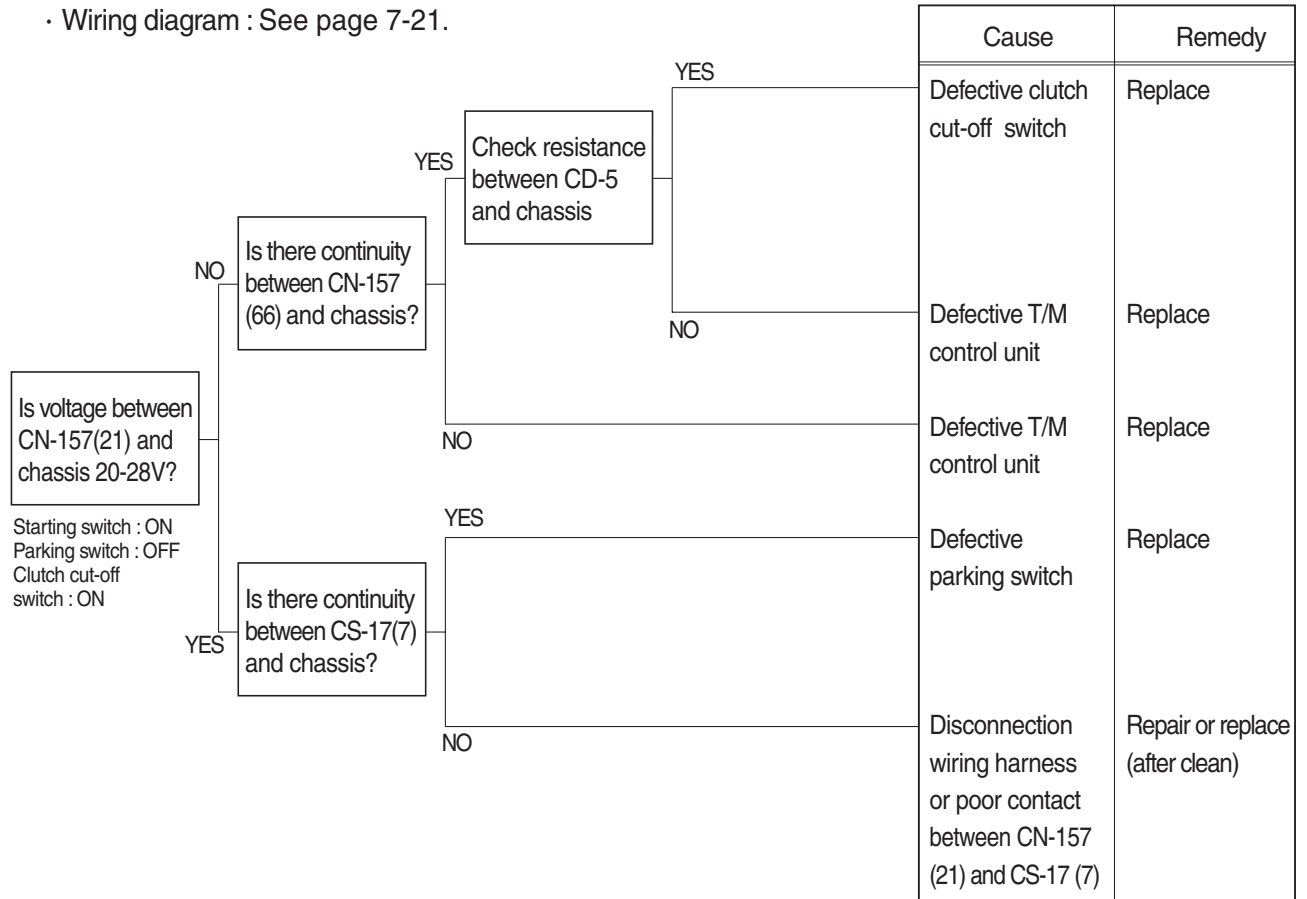 · Wiring diagram : See page 7-21.
Cause
Remedy
YES
Defective clutch
cut-off switch
Replace
YES
Check resistance
between CD-5
and chassis
NO
Is there continuity
between CN-157
(66) and chassis?
NO
Defective T/M
control unit
Replace
Is voltage between
CN-157(21) and
chassis 20-28V?
NO
Defective T/M
control unit
Replace
Starting switch : ON
Parking switch : OFF
Clutch cut-off
switch : ON
YES
Defective
parking switch
Replace
YES
Is there continuity
between CS-17(7)
and chassis?
NO
Disconnection
wiring harness
or poor contact
between CN-157
(21) and CS-17 (7)
Repair or replace
(after clean)